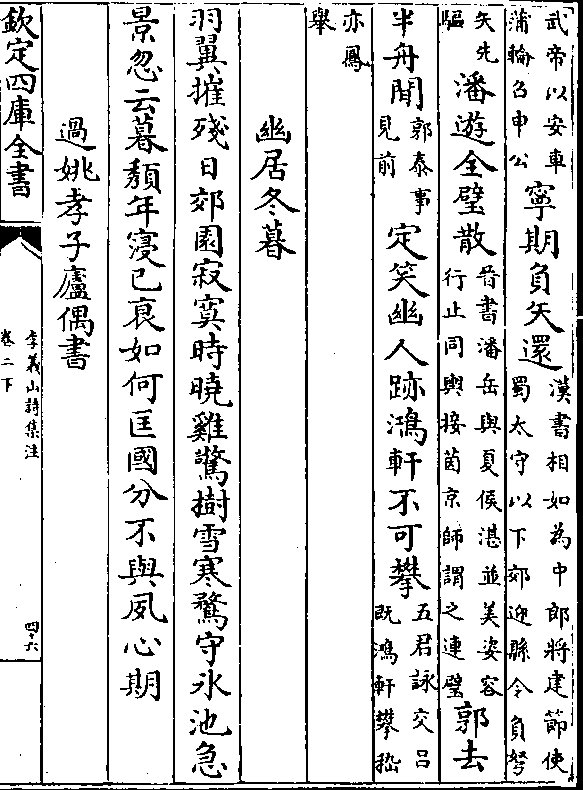 武帝以安車
蒲輪召申公
寧期負矢還
漢書相如為中郎將建節使
蜀太守以下郊迎縣令負弩
矢先
驅
潘遊全璧散
晉書潘岳與夏侯湛並美姿容
行止同輿接茵京師謂之連璧
郭去
半舟聞
郭泰事
見前
定笑幽人跡鴻軒不可攀
五君詠交呂
既鴻軒攀嵇
亦鳳
舉
幽居冬暮
羽翼摧殘日郊園寂寞時曉雞驚樹雪寒鶩守氷池急
景忽云暮頽年寖已衰如何匡國分不與夙心期
過姚孝子廬偶書
欽定四庫全書
李義山詩集注
卷二下
四十六